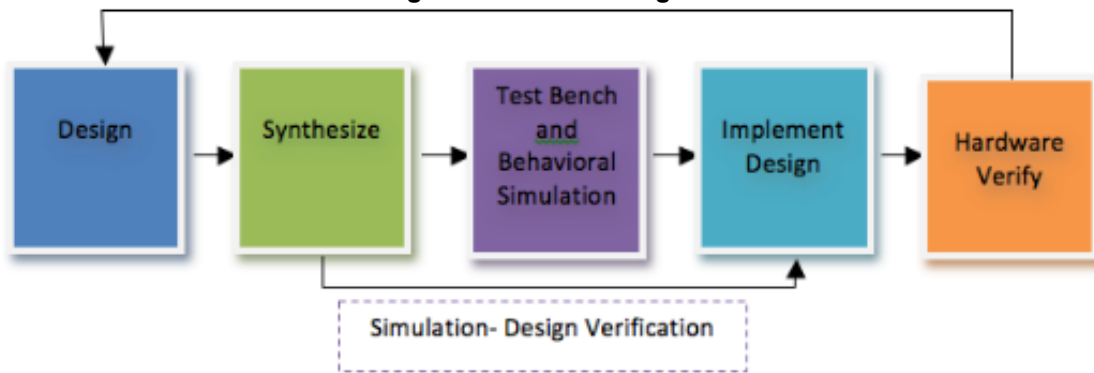 Design
Synthesize
Test Bench
and
Behavioral
Simulation
Implement
Design
Hardware
Verify
Simulation- Design Verification